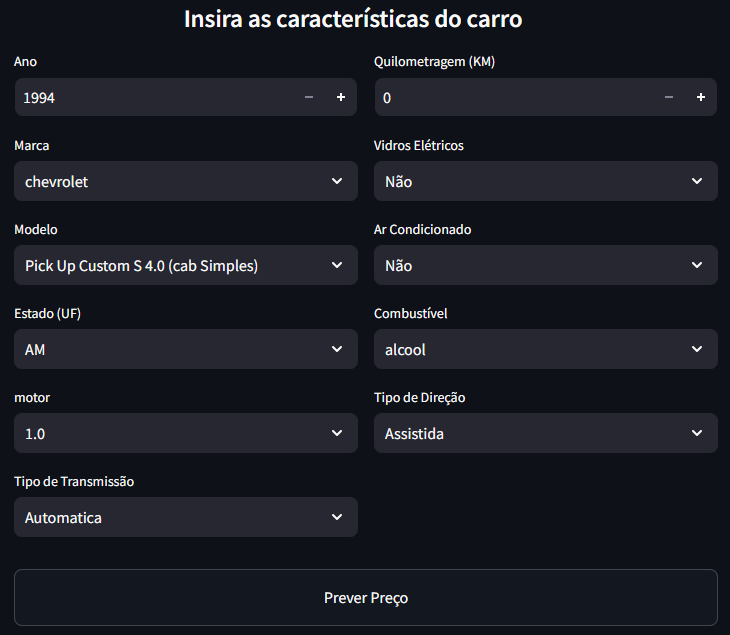 Insira as características do carro
Ano
Quilometragem (KM)
1994
0
Marca
Vidros Elétricos
chevrolet
Não
Modelo
Ar Condicionado
Pick Up Custom S 4.0 (cab Simples)
Não
Estado (UF)
Combustível
AM
alcool
motor
Tipo de Direção
1.0
Assistida
Tipo de Transmissão
Automatica
Prever Preço